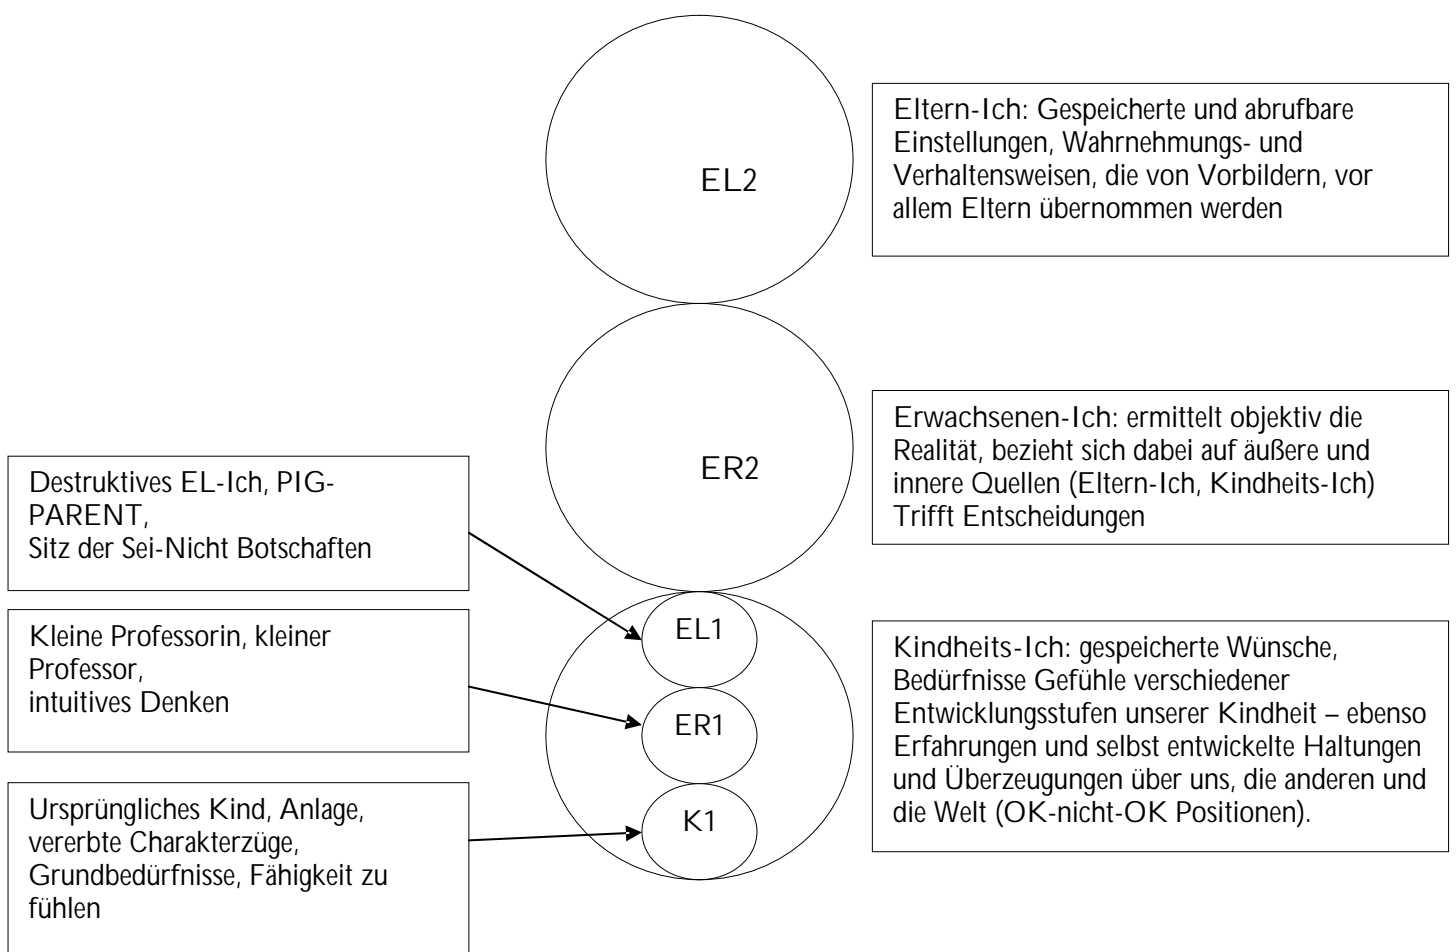 EL2
Eltern-Ich: Gespeicherte und abrufbare
Einstellungen, Wahrnehmungs- und
Verhaltensweisen, die von Vorbildern, vor
allem Eltern übernommen werden
ER2
Erwachsenen-Ich: ermittelt objektiv die
Realität, bezieht sich dabei auf äußere und
innere Quellen (Eltern-Ich, Kindheits-Ich)
Trifft Entscheidungen
Destruktives EL-Ich, PIG-
PARENT,
Sitz der Sei-Nicht Botschaften
EL1
Kleine Professorin, kleiner
Professor,
intuitives Denken
ER1
Ursprüngliches Kind, Anlage,
vererbte Charakterzüge,
Grundbedürfnisse, Fähigkeit zu
fühlen
K1
Kindheits-Ich: gespeicherte Wünsche,
Bedürfnisse Gefühle verschiedener
Entwicklungsstufen unserer Kindheit – ebenso
Erfahrungen und selbst entwickelte Haltungen
und Überzeugungen über uns, die anderen und
die Welt (OK-nicht-OK Positionen).